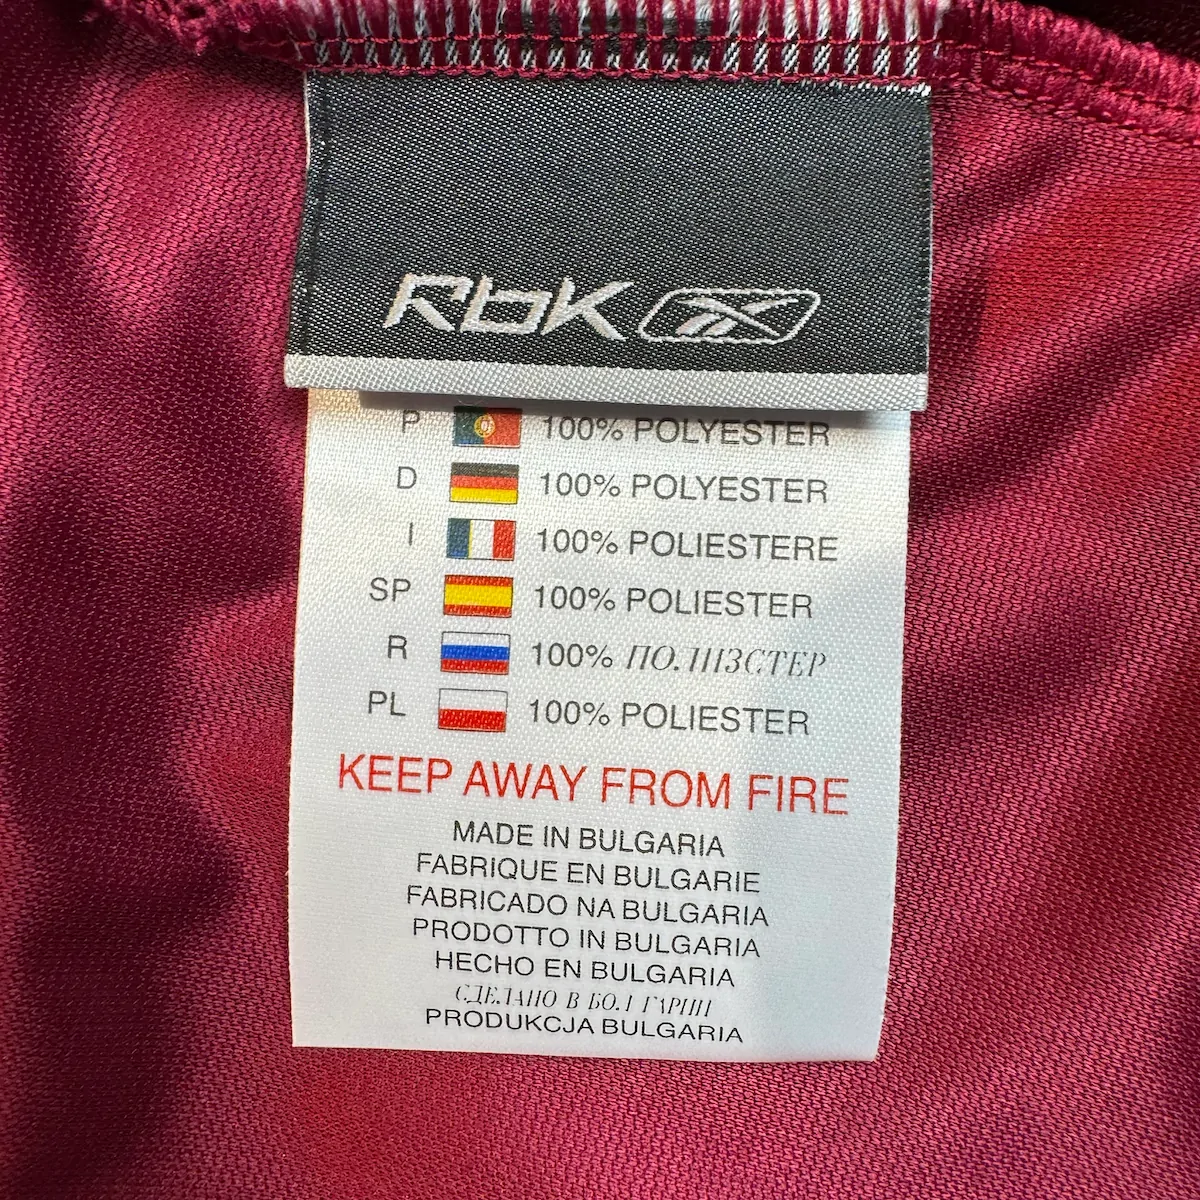 RbK
P 100% POLYESTER
D 100% POLYESTER
I 100% POLIESTERE
SP 100% POLIESTER
R 100% ПОЛИЗСТЕР
PL 100% POLIESTER
KEEP AWAY FROM FIRE
MADE IN BULGARIA
FABRIQUE EN BULGARIE
FABRICADO NA BULGARIA
PRODOTTO IN BULGARIA
HECHO EN BULGARIA
СДЕЛАНО В БОЛГАРИИ
PRODUKCJA BULGARIA